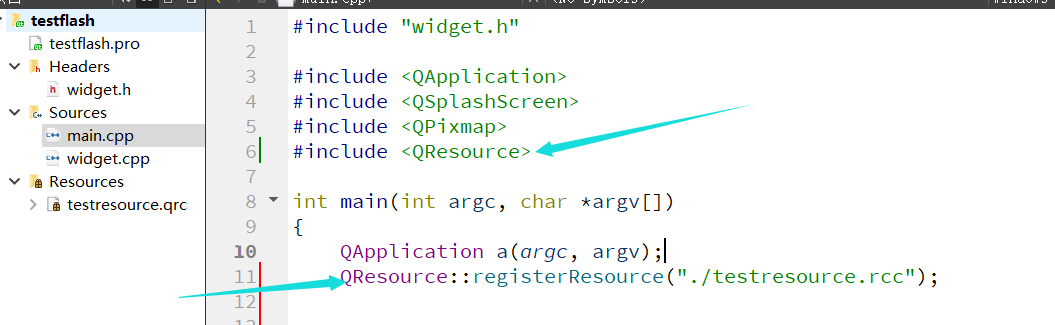 testflash
testflash.pro
Headers
widget.h
Sources
main.cpp
widget.cpp
Resources
testresource.qrc
1 #include "widget.h"
2
3 #include <QApplication>
4 #include <QSplashScreen>
5 #include <QPixmap>
6 #include <QResource>
7
8 int main(int argc, char *argv[])
9 {
10 QApplication a(argc, argv);
11 QResource::registerResource("./testresource.rcc");
12